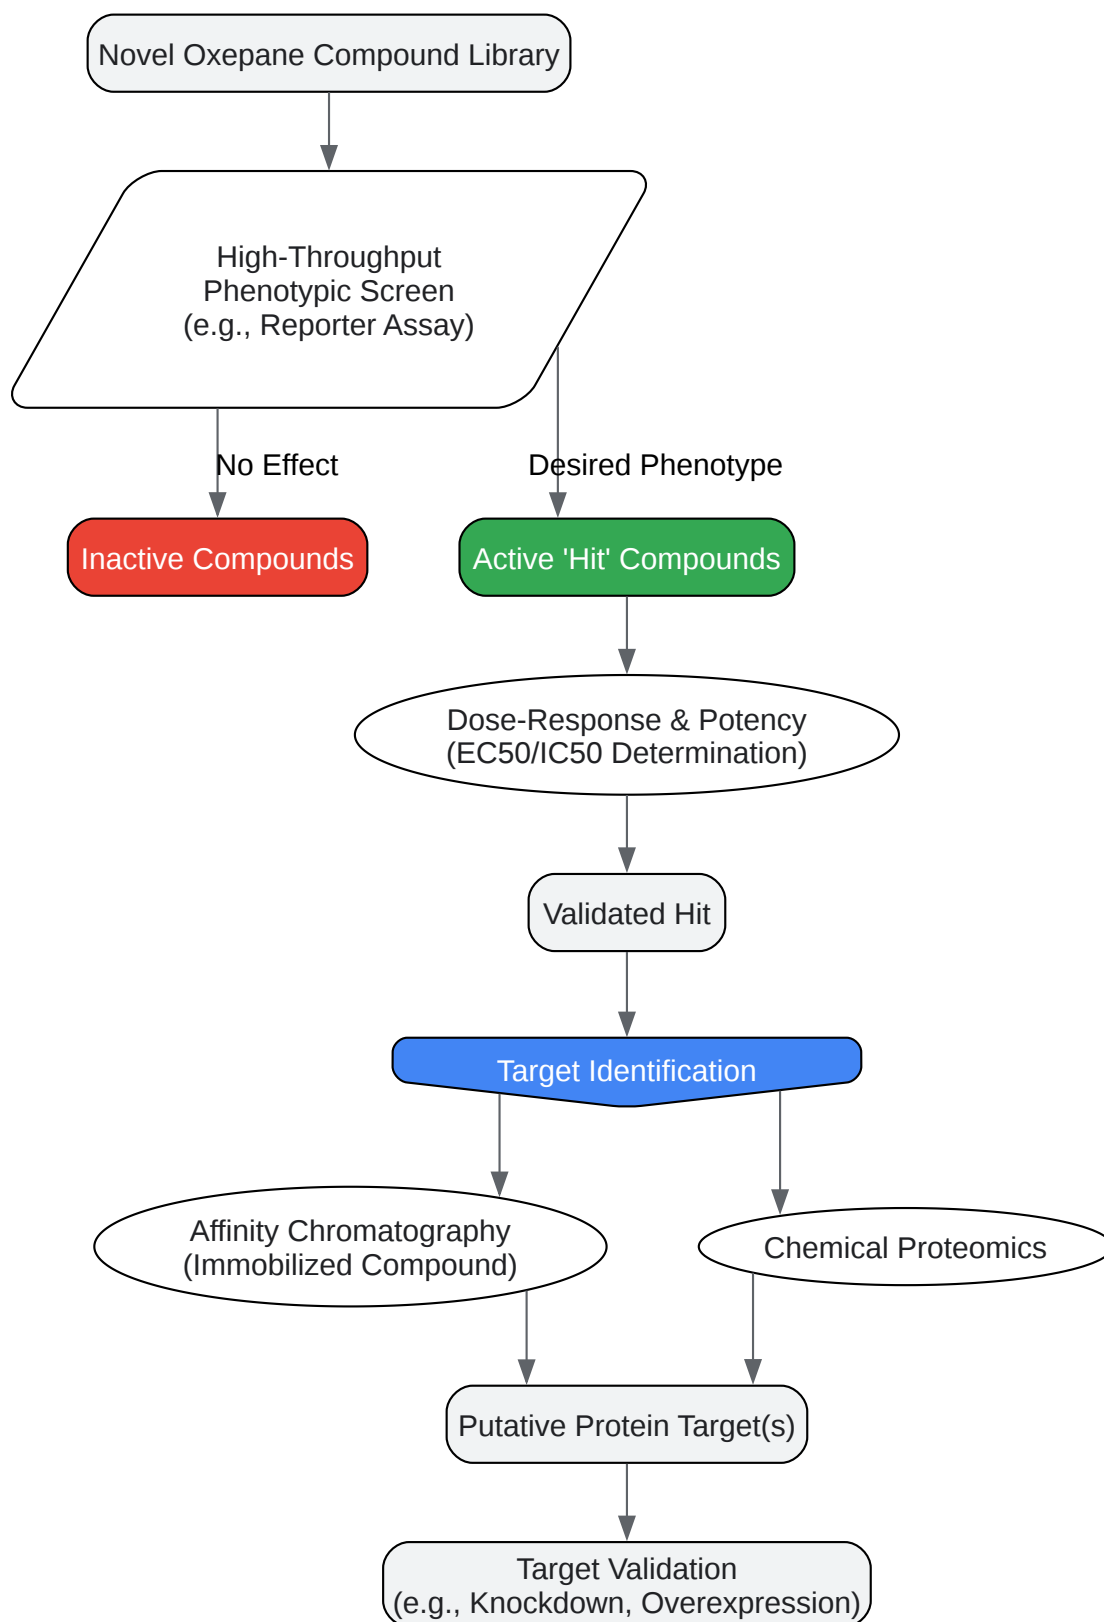 Novel Oxepane Compound Library
High-Throughput
Phenotypic Screen
(e.g., Reporter Assay)
No Effect
Desired Phenotype
Inactive Compounds
Active 'Hit' Compounds
Dose-Response & Potency
(EC50/IC50 Determination)
Validated Hit
Target Identification
Affinity Chromatography
(Immobilized Compound)
Chemical Proteomics
Putative Protein Target(s)
Target Validation
(e.g., Knockdown, Overexpression)